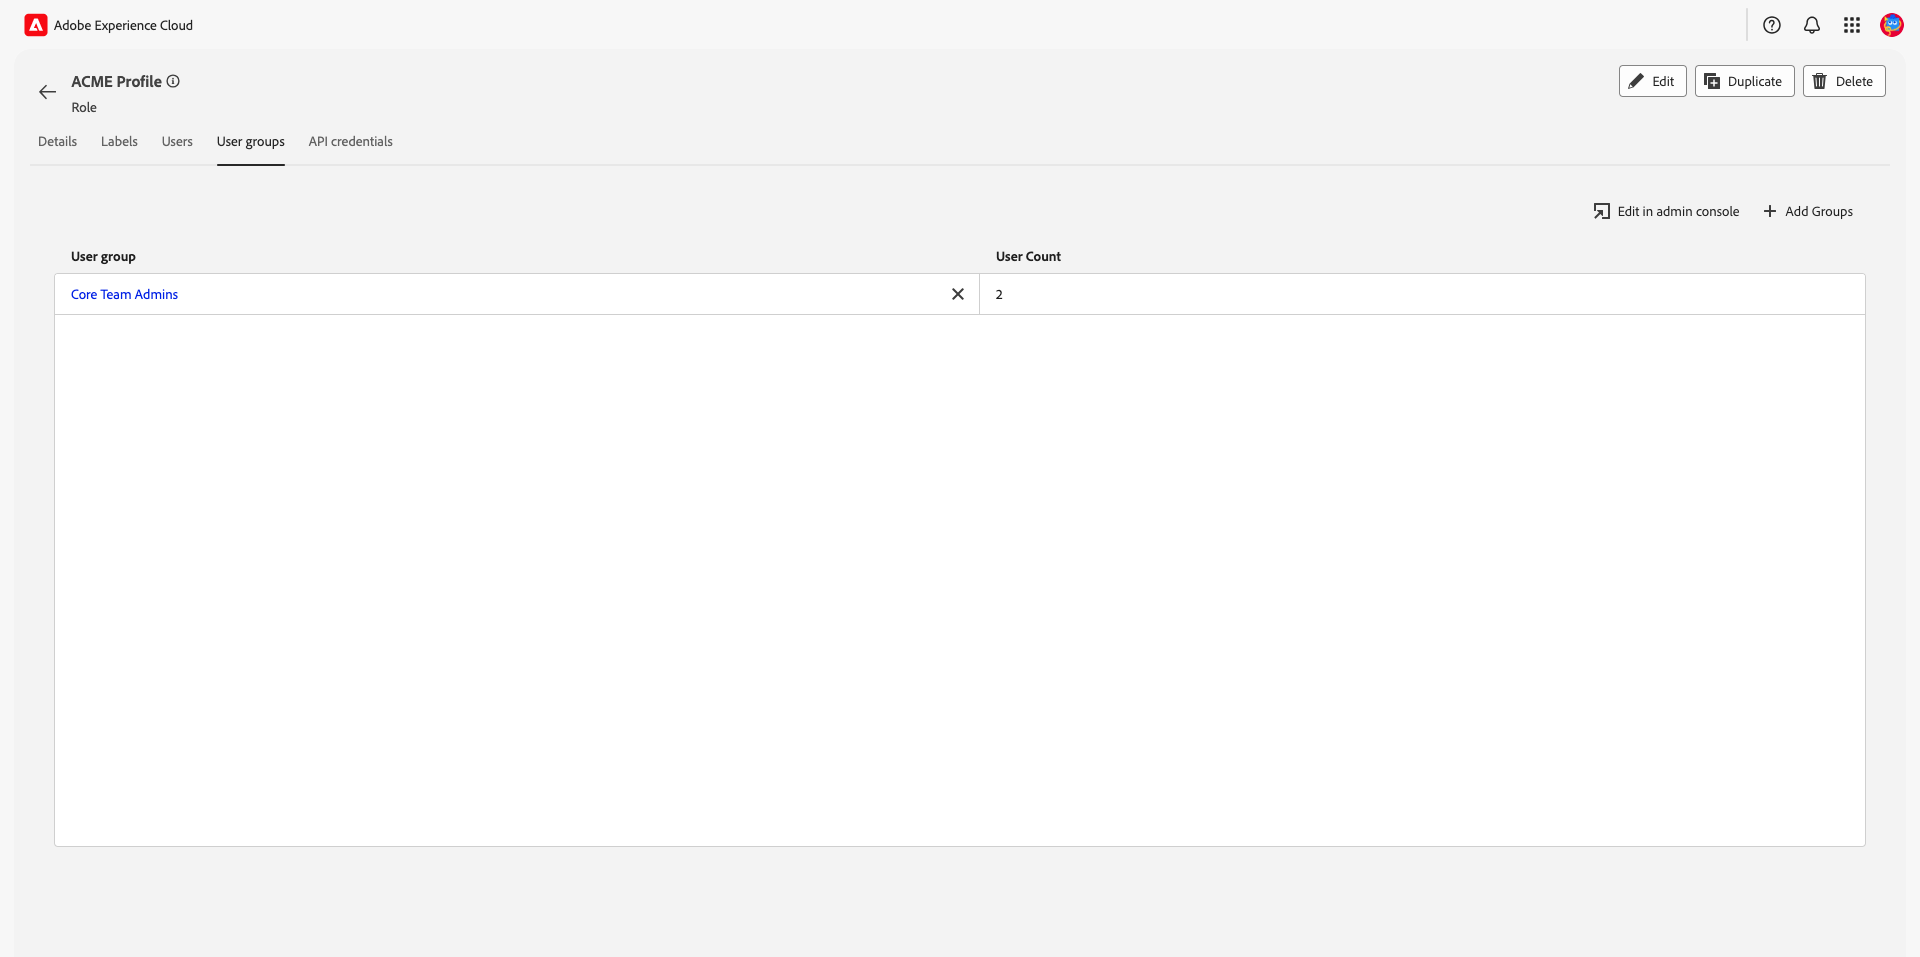 Adobe Experience Cloud
ACME Profile
Role
Edit
Duplicate
Delete
Details
Labels
Users
User groups
API credentials
Edit in admin console
Add Groups
User group
User Count
Core Team Admins
2